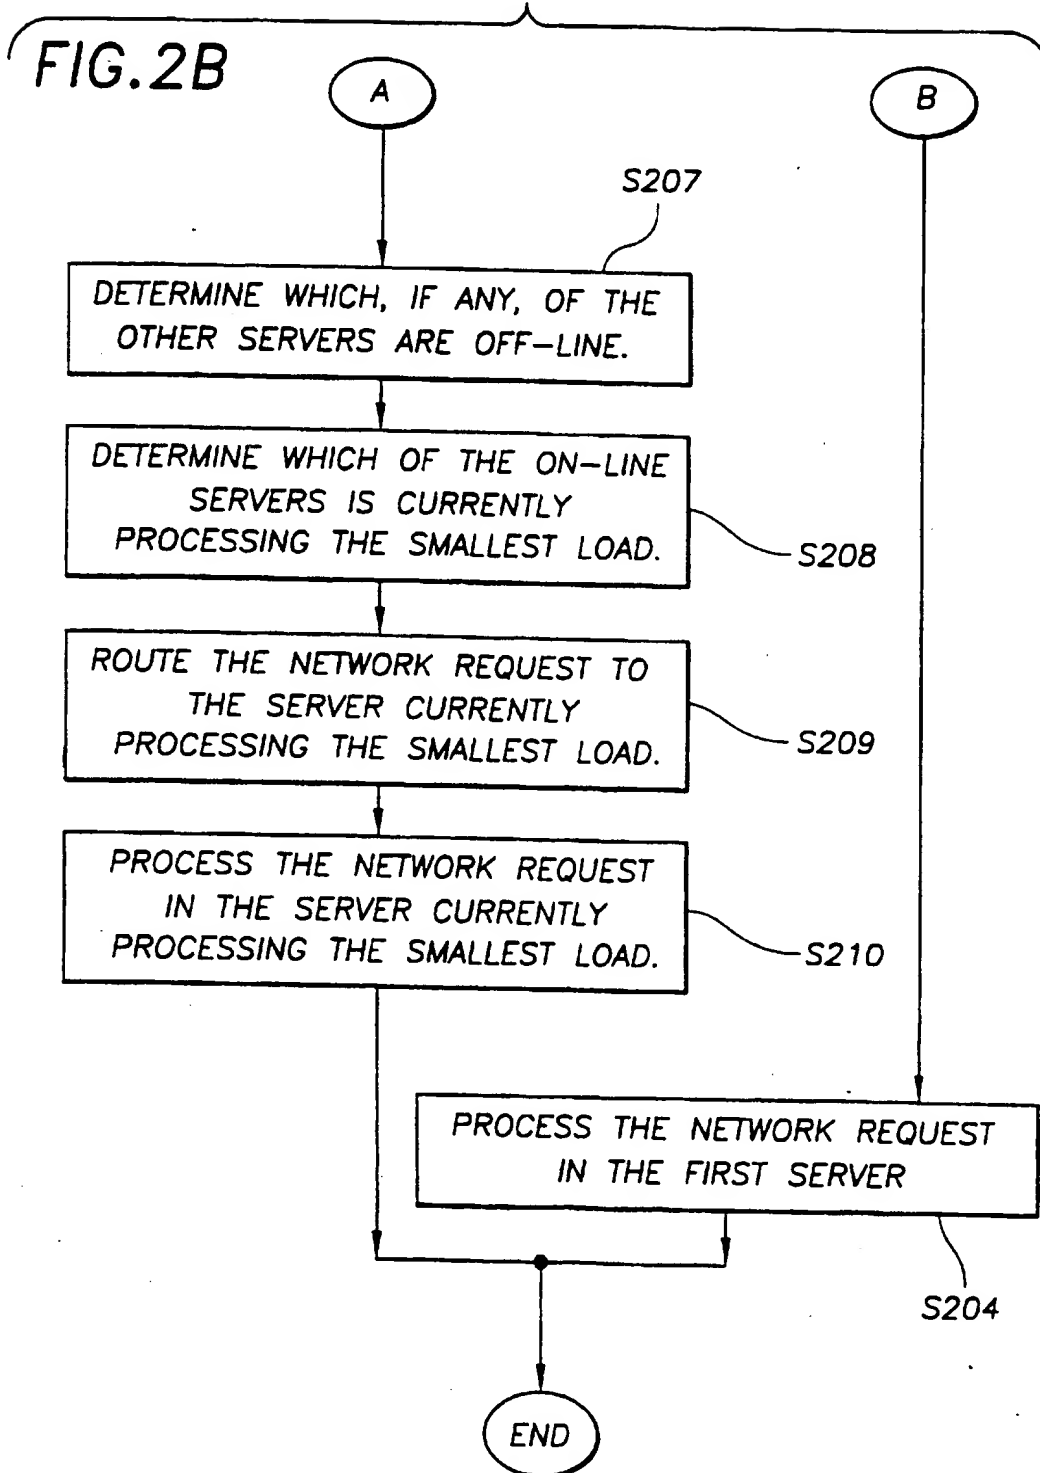 FIG.2B
A
B
S207
DETERMINE WHICH, IF ANY, OF THE
OTHER SERVERS ARE OFF-LINE.
DETERMINE WHICH OF THE ON-LINE
SERVERS IS CURRENTLY
PROCESSING THE SMALLEST LOAD.
S208
ROUTE THE NETWORK REQUEST TO
THE SERVER CURRENTLY
PROCESSING THE SMALLEST LOAD.
S209
PROCESS THE NETWORK REQUEST
IN THE SERVER CURRENTLY
PROCESSING THE SMALLEST LOAD.
S210
PROCESS THE NETWORK REQUEST
IN THE FIRST SERVER
S204
END